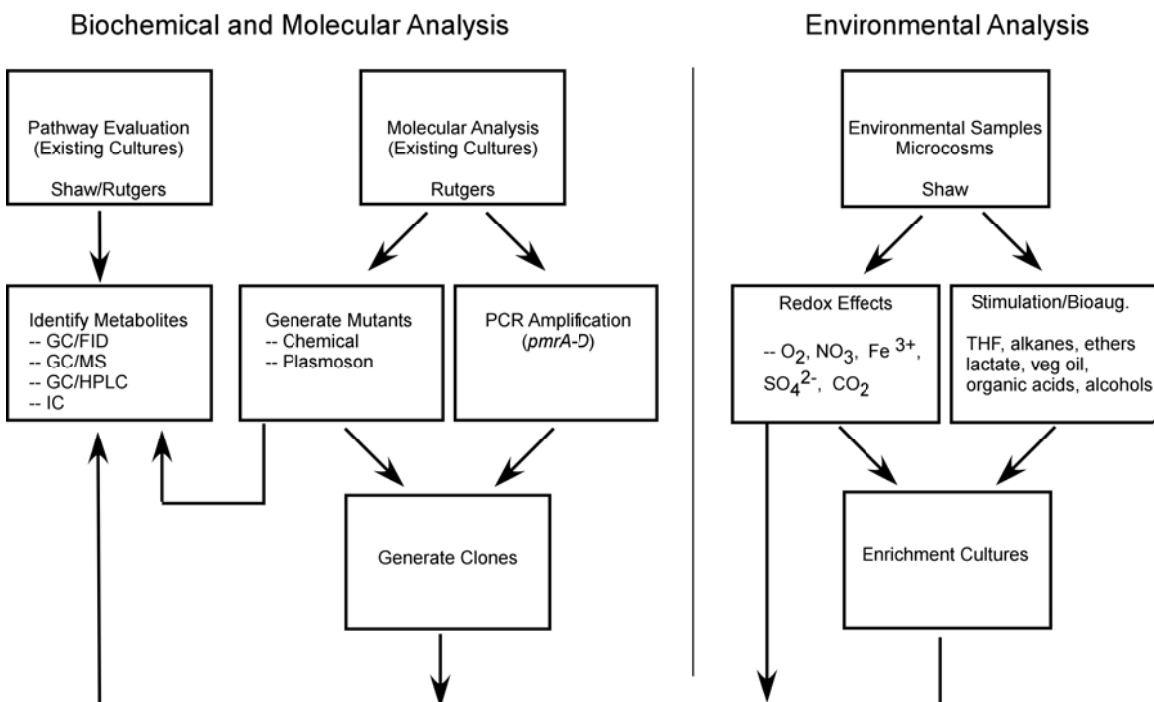 Biochemical and Molecular Analysis
Environmental Analysis
Pathway Evaluation
(Existing Cultures)
Shaw/Rutgers
Molecular Analysis
(Existing Cultures)
Rutgers
Environmental Samples
Microcosms
Shaw
Identify Metabolites
-- GC/FID
-- GC/MS
-- GC/HPLC
-- IC
Generate Mutants
-- Chemical
-- Plasmoson
PCR Amplification
(pmrA-D)
Redox Effects
-- O2, NO3, Fe 3+,
SO4 2-, CO2
Stimulation/Bioaug.
THF, alkanes, ethers
lactate, veg oil,
organic acids, alcohols
Generate Clones
Enrichment Cultures